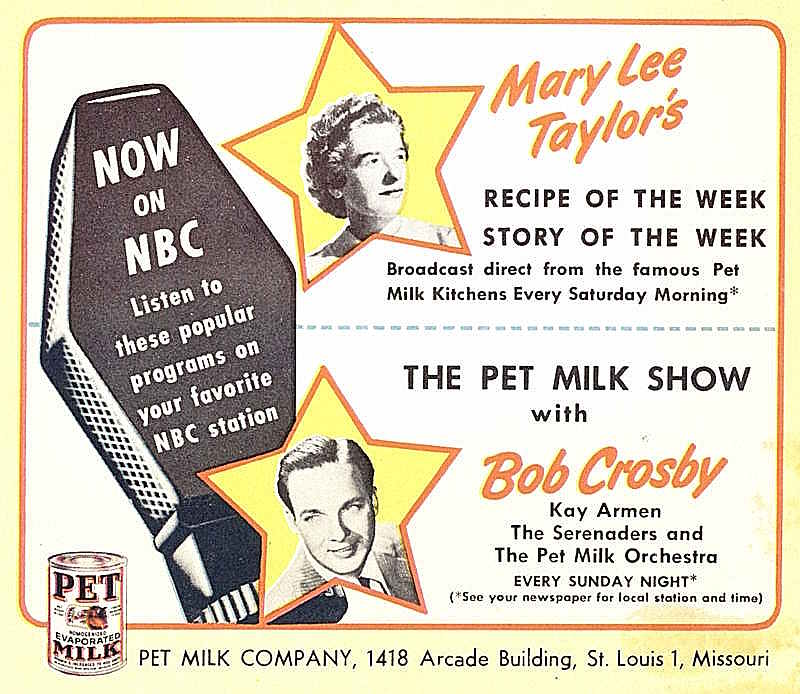 NOW
ON
NBC
Listen to
these popular
programs on
your favorite
NBC station
Mary Lee
Taylor's
RECIPE OF THE WEEK
STORY OF THE WEEK
Broadcast direct from the famous Pet
Milk Kitchens Every Saturday Morning*
THE PET MILK SHOW
with
Bob Crosby
Kay Armen
The Serenaders and
The Pet Milk Orchestra
EVERY SUNDAY NIGHT*
(*See your newspaper for local station and time)
PET
HOMOGENIZED
EVAPORATED
MILK
PET MILK COMPANY, 1418 Arcade Building, St. Louis 1, Missouri